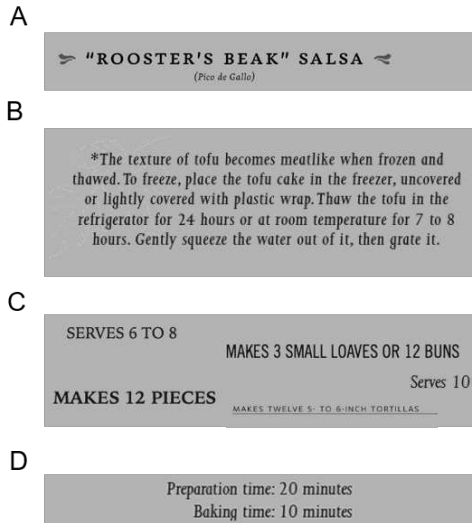 A
"ROOSTER'S BEAK" SALSA
(Pico de Gallo)
B
*The texture of tofu becomes meatlike when frozen and
thawed. To freeze, place the tofu cake in the freezer, uncovered
or lightly covered with plastic wrap. Thaw the tofu in the
refrigerator for 24 hours or at room temperature for 7 to 8
hours. Gently squeeze the water out of it, then grate it.
C
SERVES 6 TO 8
MAKES 3 SMALL LOAVES OR 12 BUNS
Serves 10
MAKES 12 PIECES
MAKES TWELVE 5- TO 6-INCH TORTILLAS
D
Preparation time: 20 minutes
Baking time: 10 minutes